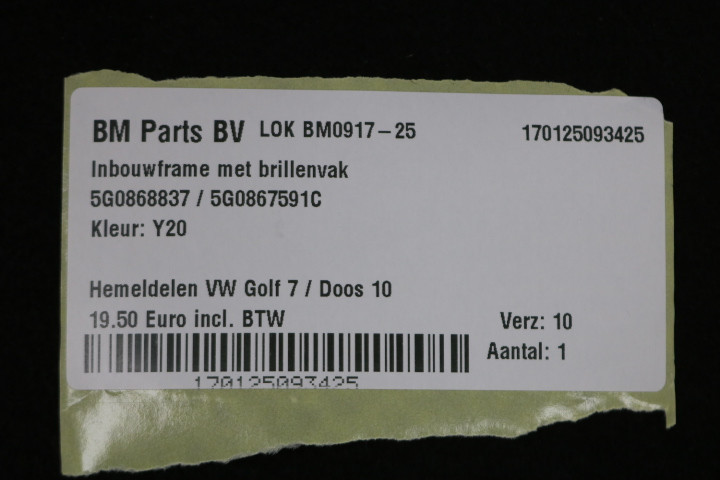 BM Parts BV LOK BM0917-25 170125093425
Inbouwframe met brillenvak
5G0868837 / 5G0867591C
Kleur: Y20
Hemeldelen VW Golf 7 / Doos 10
19.50 Euro incl. BTW Verz: 10
Aantal: 1
170125093425